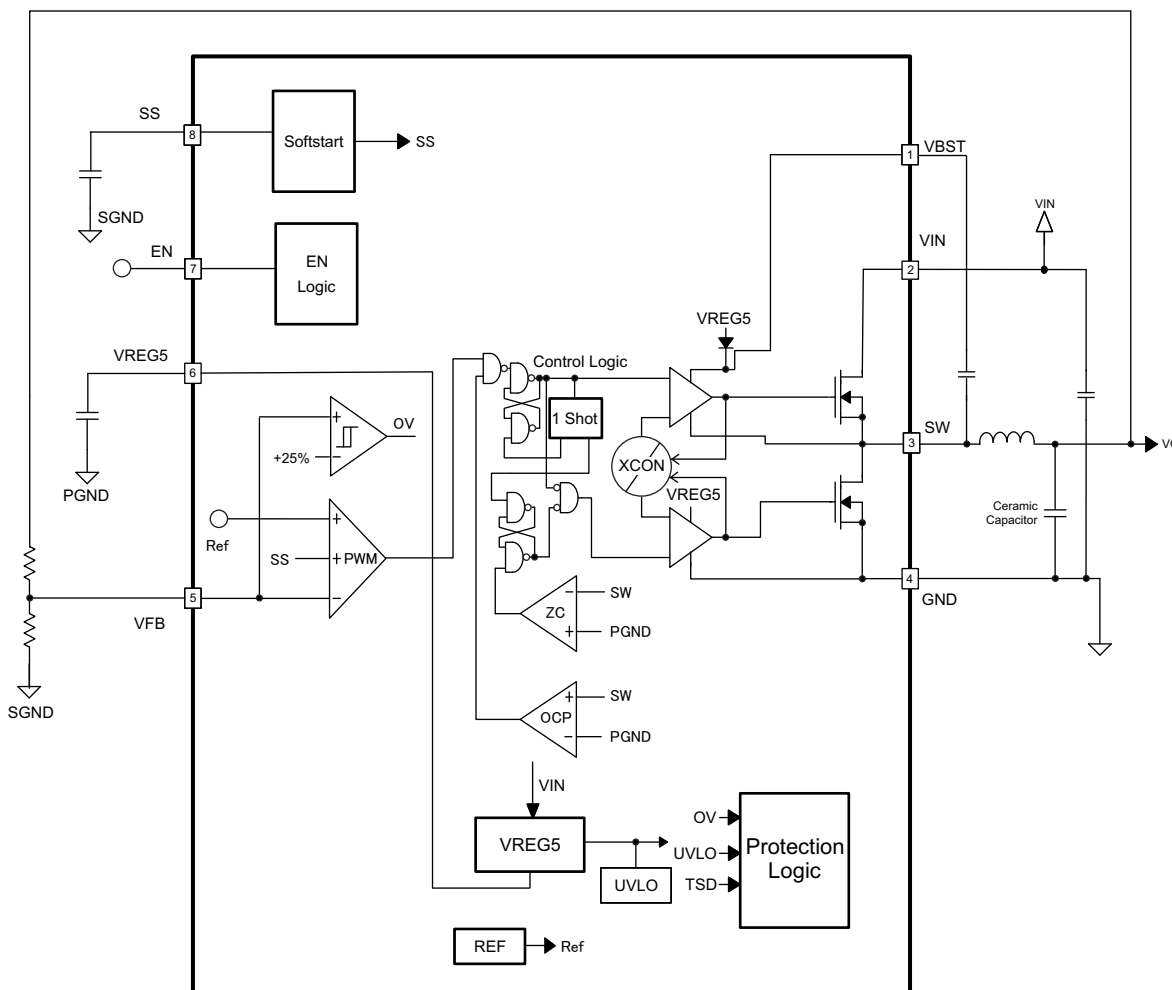 SS
8
Softstart
SS
SGND
EN
7
EN
Logic
VREG5
6
PGND
+
+25%
−
OV
Ref
+
SS
+
PWM
−
5
VFB
SGND
Control Logic
1 Shot
VREG5
XCON
VREG5
ZC
−
SW
+
PGND
OCP
+
SW
−
PGND
VIN
VREG5
UVLO
OV
UVLO
TSD
Protection
Logic
REF
Ref
1
VBST
VIN
VIN
2
SW
3
Ceramic
Capacitor
4
GND